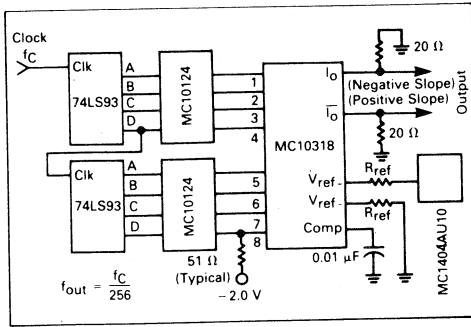 Clock
fC
Clk
A
B
C
D
74LS93
MC10124
1
2
3
4
MC10318
IO
20 Ω
(Negative Slope)
(Positive Slope)
IO
20 Ω
Output
Clk
A
B
C
D
74LS93
MC10124
5
6
7
8
Vref-
Rref
Vref-
Rref
Comp
0.01 μF
MC1404AU10
51 Ω
(Typical)
-2.0 V
fout = fC/256